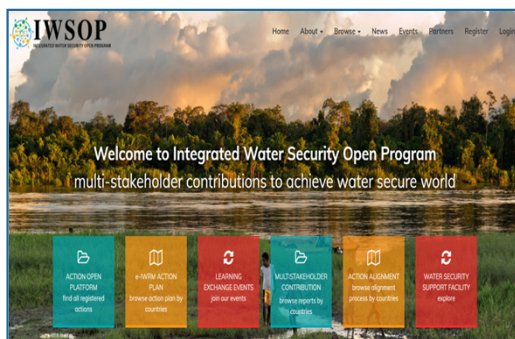 IWSOP
INTEGRATED WATER SECURITY OPEN PROGRAM
Home About Browse News Events Partners Register Login
Welcome to Integrated Water Security Open Program
multi-stakeholder contributions to achieve water secure world
ACTION OPEN
PLATFORM
find all registered
actions
e-IWRM ACTION
PLAN
browse action plan by
countries
LEARNING
EXCHANGE EVENTS
join our events
MULTISTAKEHOLDER
CONTRIBUTION
browse reports by
countries
ACTION ALIGNMENT
browse alignment
process by countries
WATER SECURITY
SUPPORT FACILITY
explore